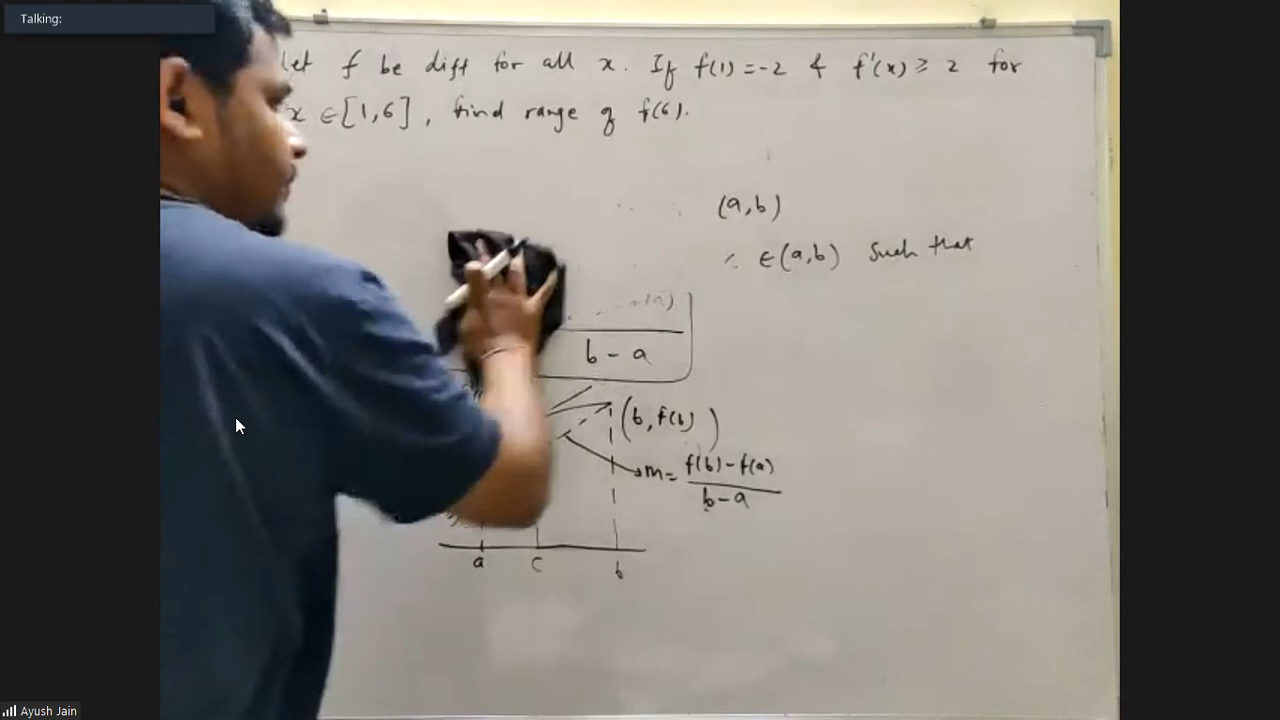 Talking:
let f be diff for all x. If f(1) = -2 & f'(x) ≥ 2 for
x ∈ [1,6], find range of f(6).
(a,b)
∈ (a,b) such that
b - a
(b, f(b))
m = f(b) - f(a)
b - a
a c b
Ayush Jain